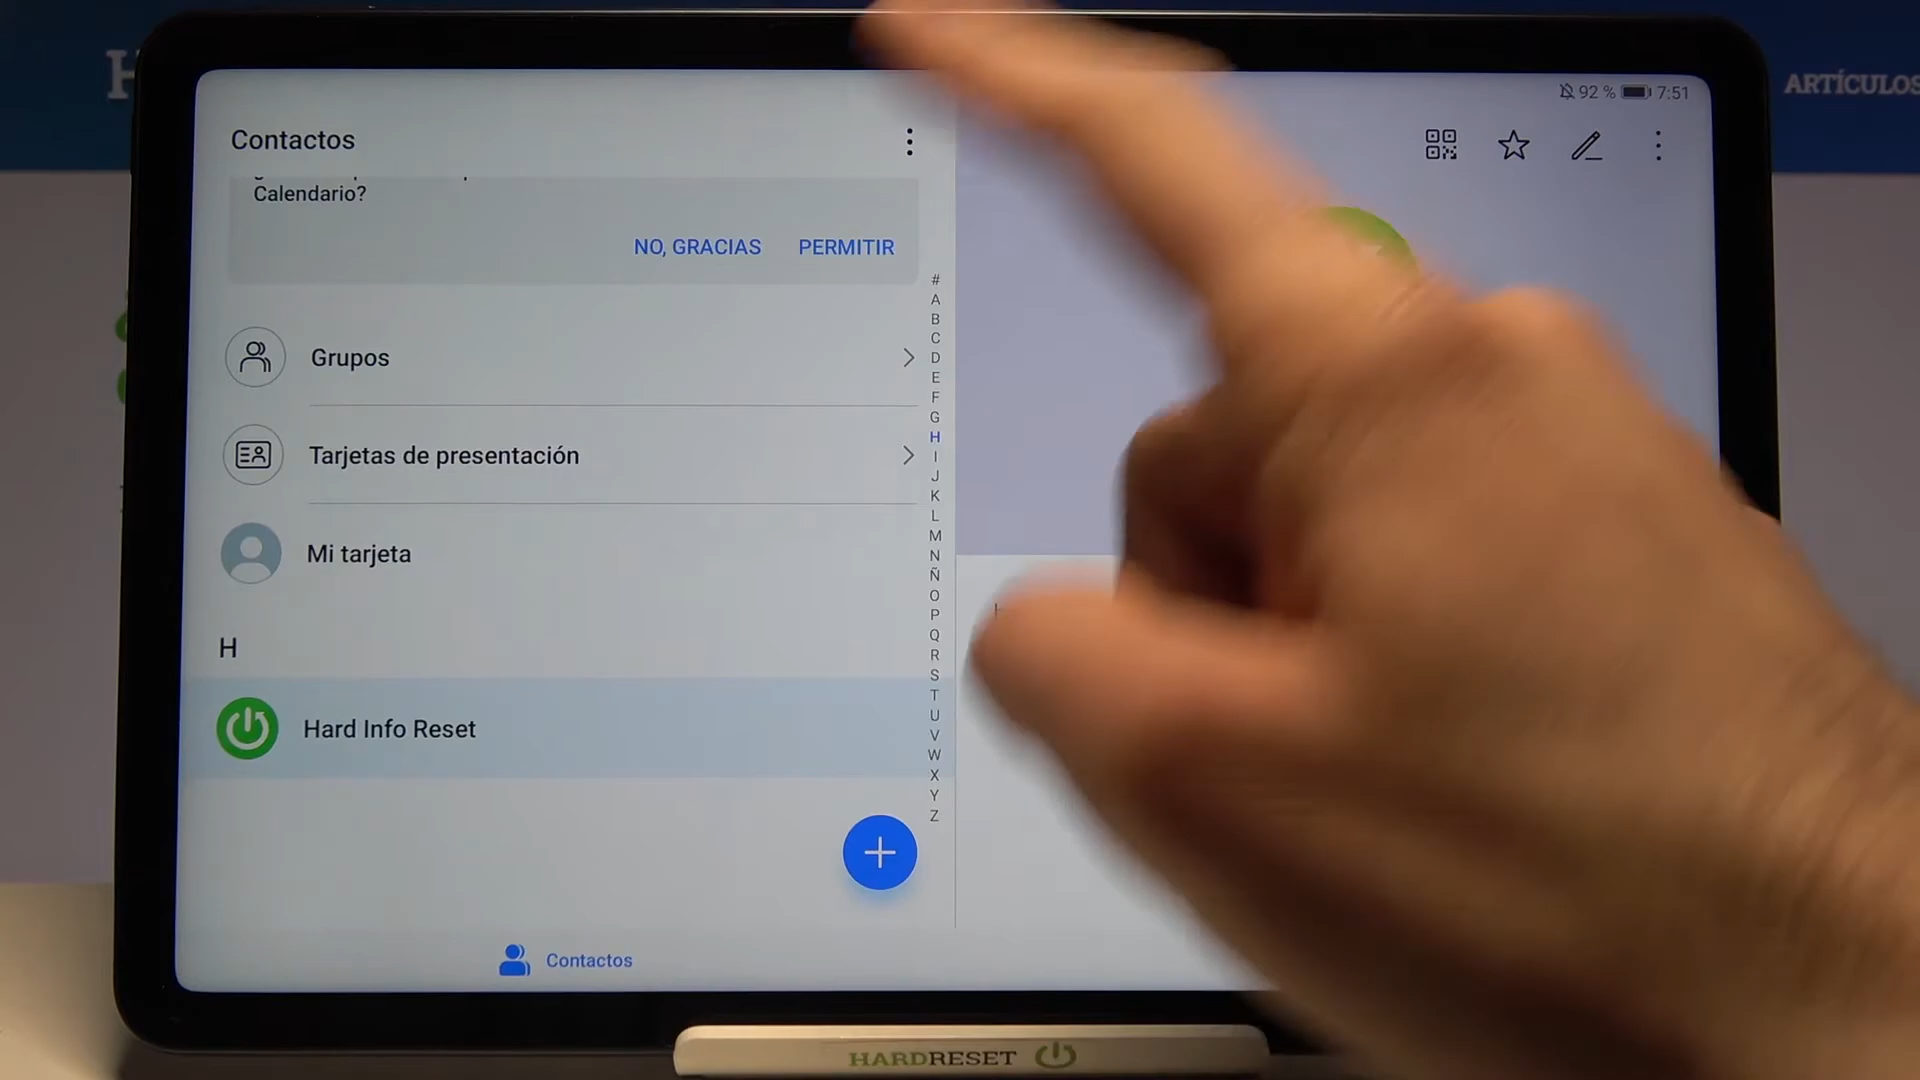 ARTÍCULOS
92 % 7:51
Contactos
Calendario?
NO, GRACIAS PERMITIR
Grupos
Tarjetas de presentación
Mi tarjeta
H
Hard Info Reset
#
A
B
C
D
E
F
G
H
I
J
K
L
M
N
Ñ
O
P
Q
R
S
T
U
V
W
X
Y
Z
Contactos
HARDRESET